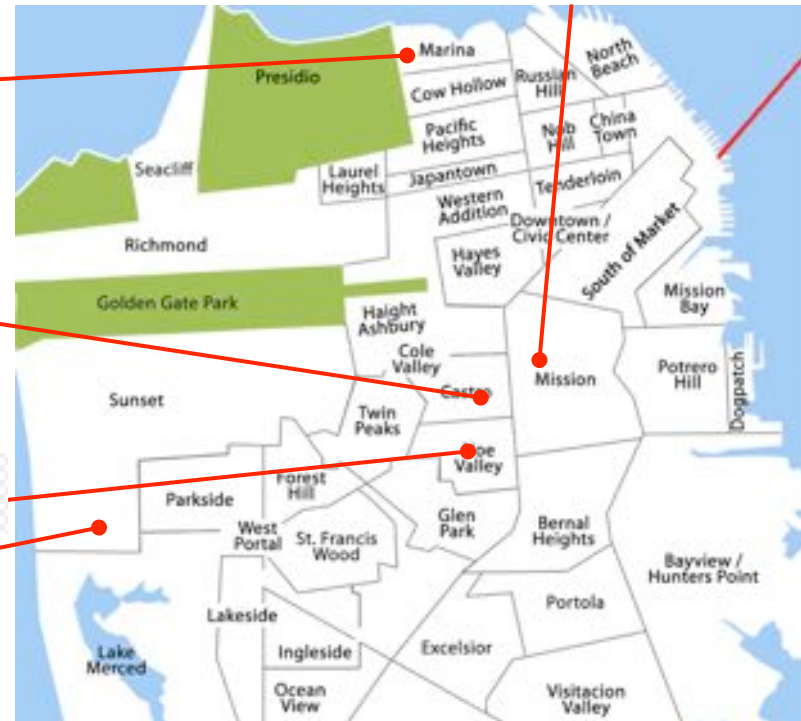 Marina
North
Beach
Presidio
Cow Hollow
Russian
Hill
Pacific
Heights
Nob
Hill
China
Town
Seacliff
Laurel
Heights
Japantown
Tenderloin
Western
Addition
Downtown /
Civic Center
Richmond
Hayes
Valley
South of Market
Golden Gate Park
Mission
Bay
Haight
Ashbury
Cole
Valley
Potrero
Hill
Dogpatch
Sunset
Castro
Mission
Twin
Peaks
Noe
Valley
Forest
Hill
Parkside
Glen
Park
West
Portal
St. Francis
Wood
Bernal
Heights
Bayview /
Hunters Point
Portola
Lakeside
Lake
Merced
Ingleside
Excelsior
Ocean
View
Visitacion
Valley